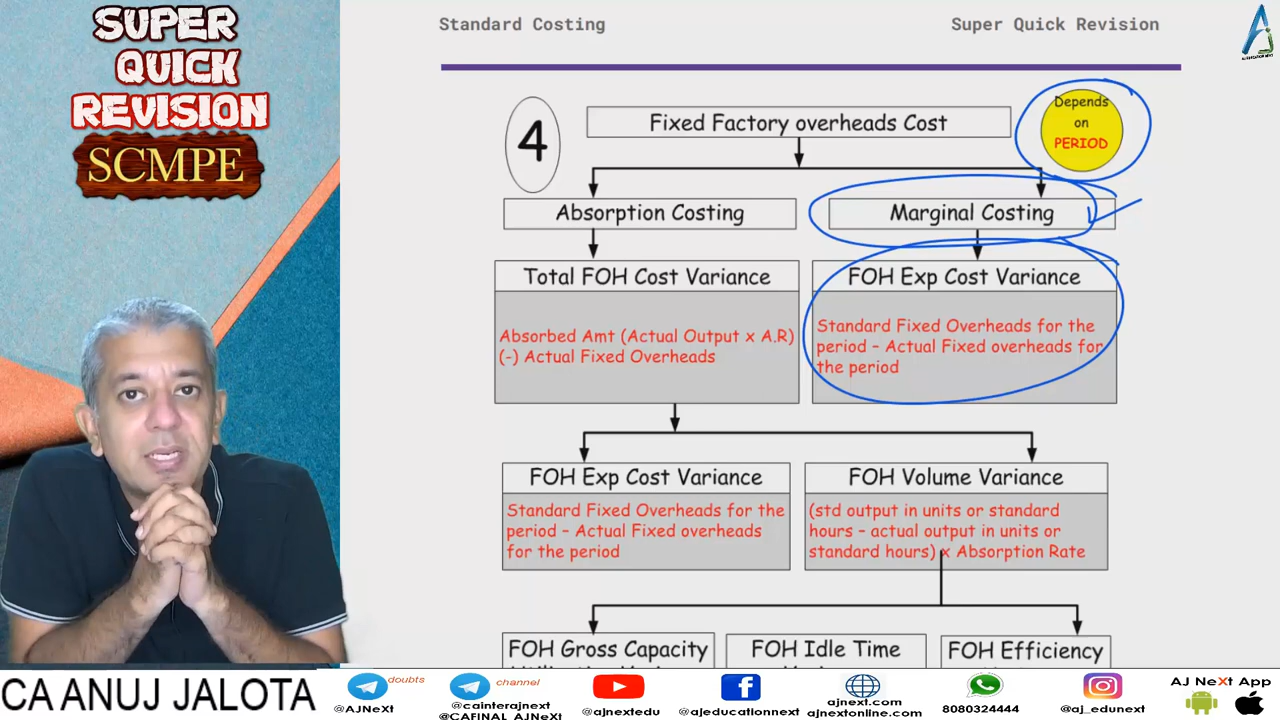 SUPER
QUICK
REVISION
SCMPE
Standard Costing
Super Quick Revision
4
Fixed Factory overheads Cost
Depends
on
PERIOD
Absorption Costing
Marginal Costing
Total FOH Cost Variance
Absorbed Amt (Actual Output x A.R)
(-) Actual Fixed Overheads
FOH Exp Cost Variance
Standard Fixed Overheads for the
period – Actual Fixed overheads for
the period
FOH Exp Cost Variance
Standard Fixed Overheads for the
period – Actual Fixed overheads
for the period
FOH Volume Variance
(std output in units or standard
hours – actual output in units or
standard hours) x Absorption Rate
FOH Gross Capacity
FOH Idle Time
FOH Efficiency
CA ANUJ JALOTA
doubts
@AJNeXt
channel
@cainterajnext
@CAFINAL_AJNeXt
@ajnextedu
@ajeducationnext
ajnext.com
ajnextonline.com
8080324444
@aj_edunext
AJ NeXt App